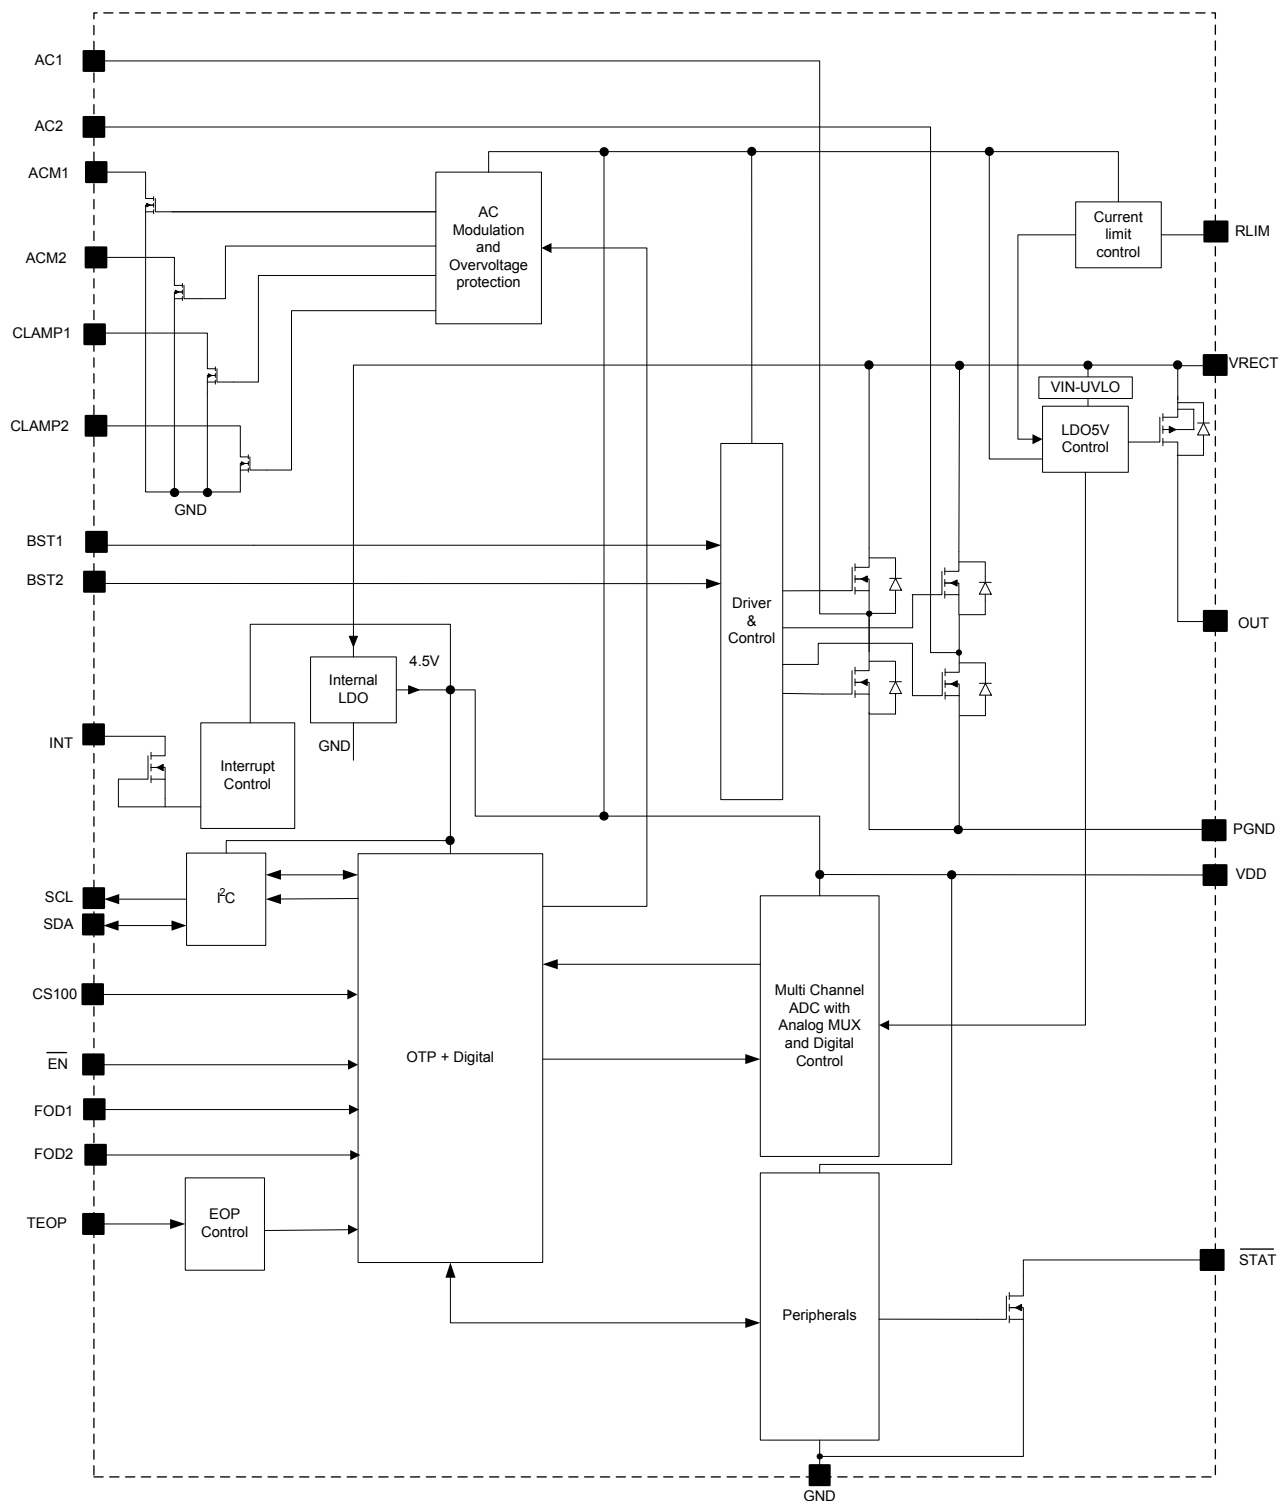 AC1
AC2
ACM1
ACM2
CLAMP1
CLAMP2
GND
BST1
BST2
INT
SCL
SDA
CS100
EN
FOD1
FOD2
TEOP
AC
Modulation
and
Overvoltage
protection
Current
limit
control
RLIM
VRECT
VIN-UVLO
LDO5V
Control
OUT
Driver
&
Control
4.5V
Internal
LDO
GND
Interrupt
Control
PGND
VDD
I²C
OTP + Digital
Multi Channel
ADC with
Analog MUX
and Digital
Control
EOP
Control
Peripherals
STAT
GND